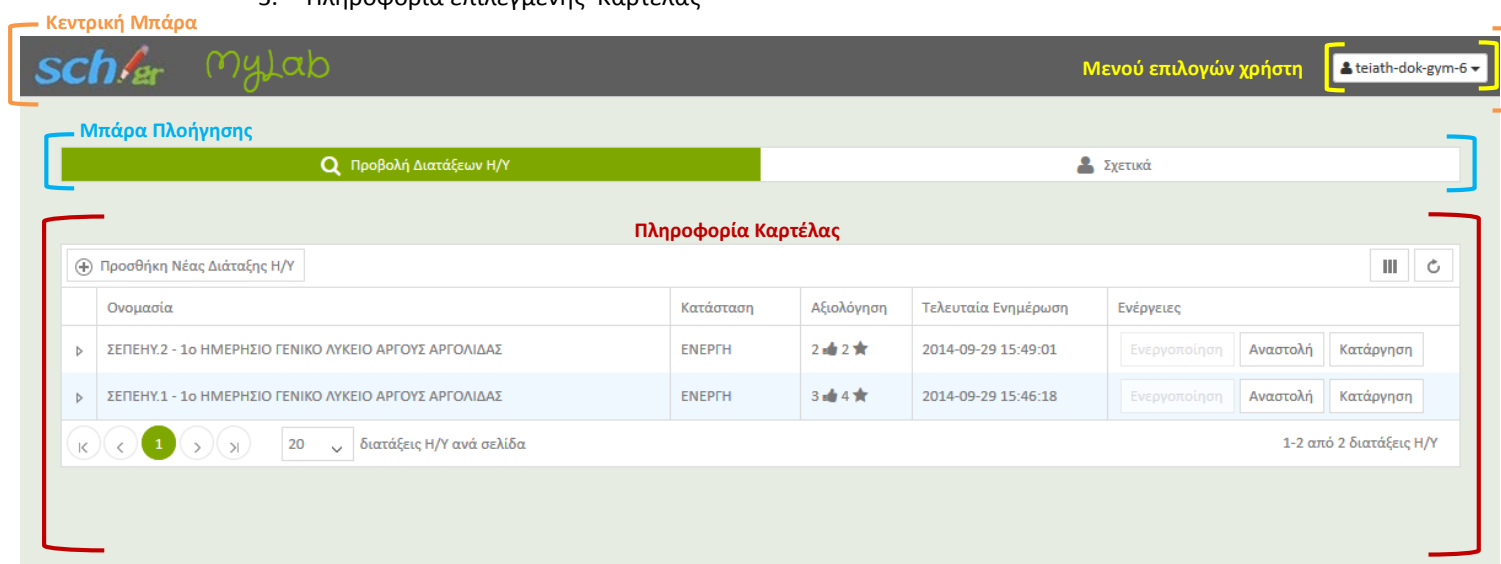 3. Πληροφορία επιλεγμένης Καρτέλας
Κεντρική Μπάρα
sch.gr MyLab
Μενού επιλογών χρήστη
teiath-dok-gym-6
Μπάρα Πλοήγησης
Προβολή Διατάξεων Η/Υ
Σχετικά
Πληροφορία Καρτέλας
Προσθήκη Νέας Διάταξης Η/Υ
Ονομασία Κατάσταση Αξιολόγηση Τελευταία Ενημέρωση Ενέργειες
ΣΕΠΕΗΥ.2 - 1ο ΗΜΕΡΗΣΙΟ ΓΕΝΙΚΟ ΛΥΚΕΙΟ ΑΡΓΟΥΣ ΑΡΓΟΛΙΔΑΣ ΕΝΕΡΓΗ 2 2 2014-09-29 15:49:01 Ενεργοποίηση Αναστολή Κατάργηση
ΣΕΠΕΗΥ.1 - 1ο ΗΜΕΡΗΣΙΟ ΓΕΝΙΚΟ ΛΥΚΕΙΟ ΑΡΓΟΥΣ ΑΡΓΟΛΙΔΑΣ ΕΝΕΡΓΗ 3 4 2014-09-29 15:46:18 Ενεργοποίηση Αναστολή Κατάργηση
1 20 διατάξεις Η/Υ ανά σελίδα 1-2 από 2 διατάξεις Η/Υ